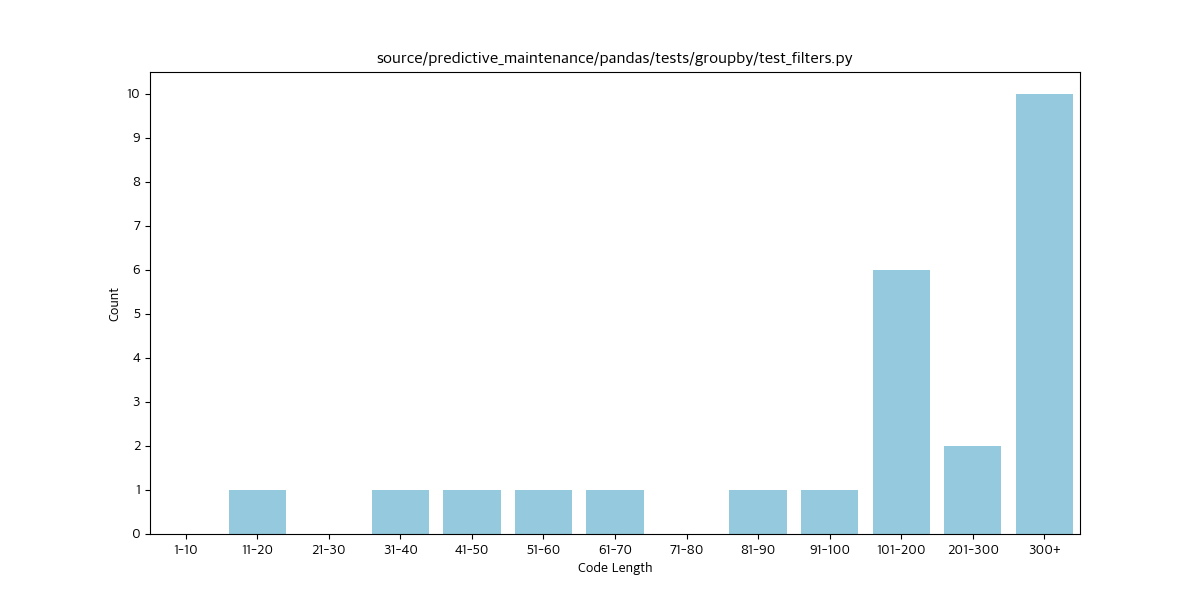 source/predictive_maintenance/pandas/tests/groupby/test_filters.py
10
9
8
7
6
5
4
3
2
1
0
Count
1-10 11-20 21-30 31-40 41-50 51-60 61-70 71-80 81-90 91-100 101-200 201-300 300+
Code Length